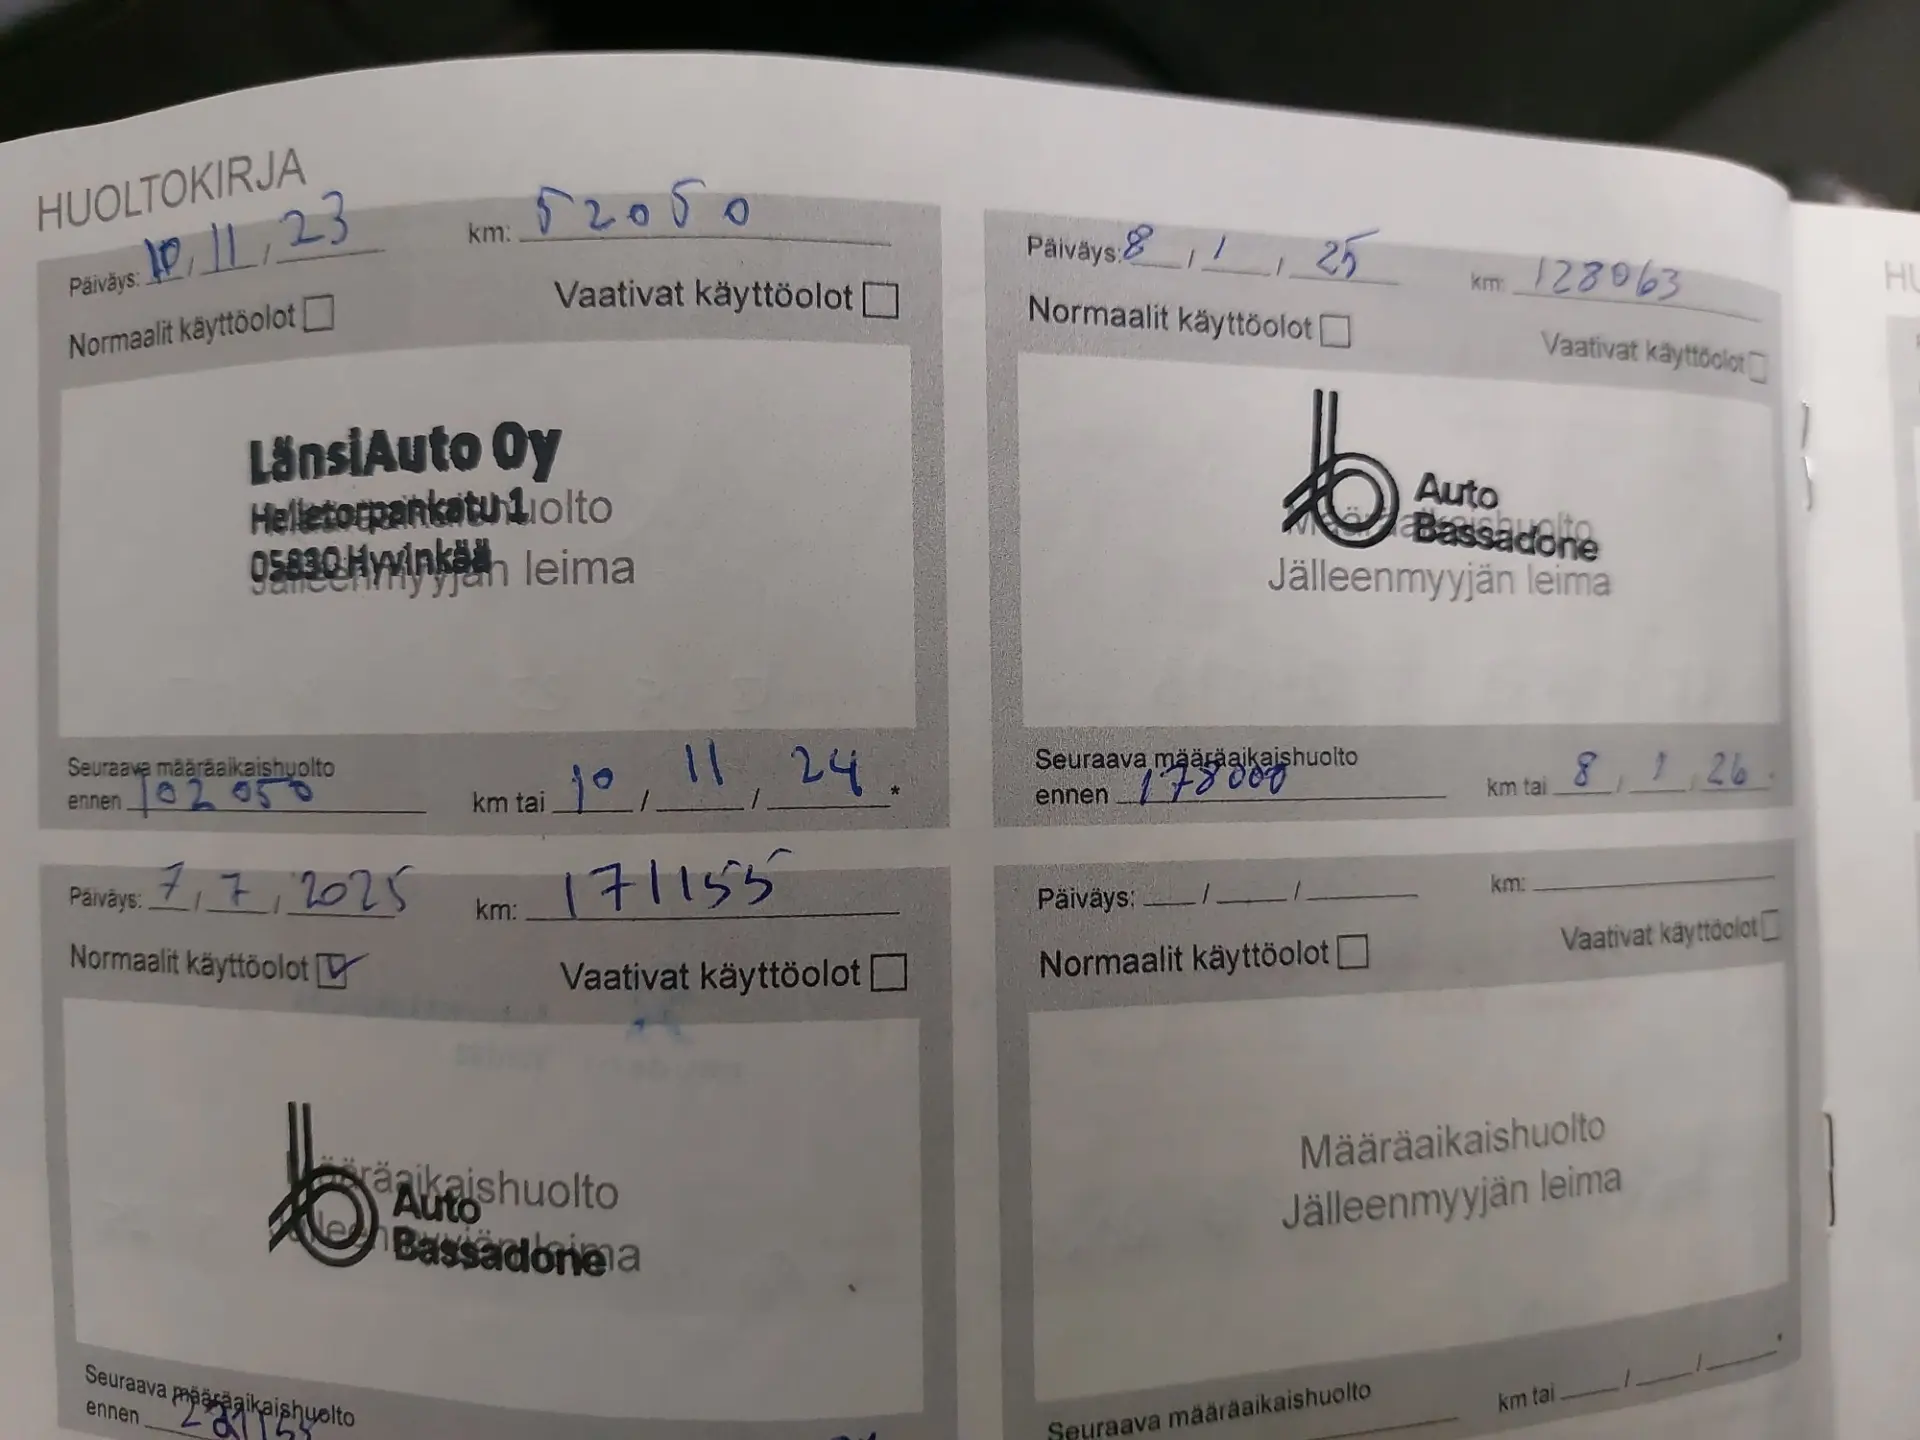 HUOLTOKIRJA
Päiväys: 10, 11, 23 km: 52050
Normaalit käyttöolot Vaativat käyttöolot
LänsiAuto Oy
Helletorpankatu 1
05830 Hyvinkää
Jälleenmyyjän leima
Seuraava määräaikaishuolto
ennen 102 050 km tai 10 / 11 / 24 *
Päiväys: 8, 1, 25 km: 128063
Normaalit käyttöolot Vaativat käyttöolot
Auto
Bassadone
Määräaikaishuolto
Jälleenmyyjän leima
Seuraava määräaikaishuolto
ennen 178000 km tai 8, 1, 26.
Päiväys: 7, 7, 2025 km: 171155
Normaalit käyttöolot Vaativat käyttöolot
Määräaikaishuolto
Auto
Jälleenmyyjän leima
Bassadone
Seuraava määräaikaishuolto
ennen 221155
Päiväys: / / km:
Normaalit käyttöolot Vaativat käyttöolot
Määräaikaishuolto
Jälleenmyyjän leima
Seuraava määräaikaishuolto km tai / /